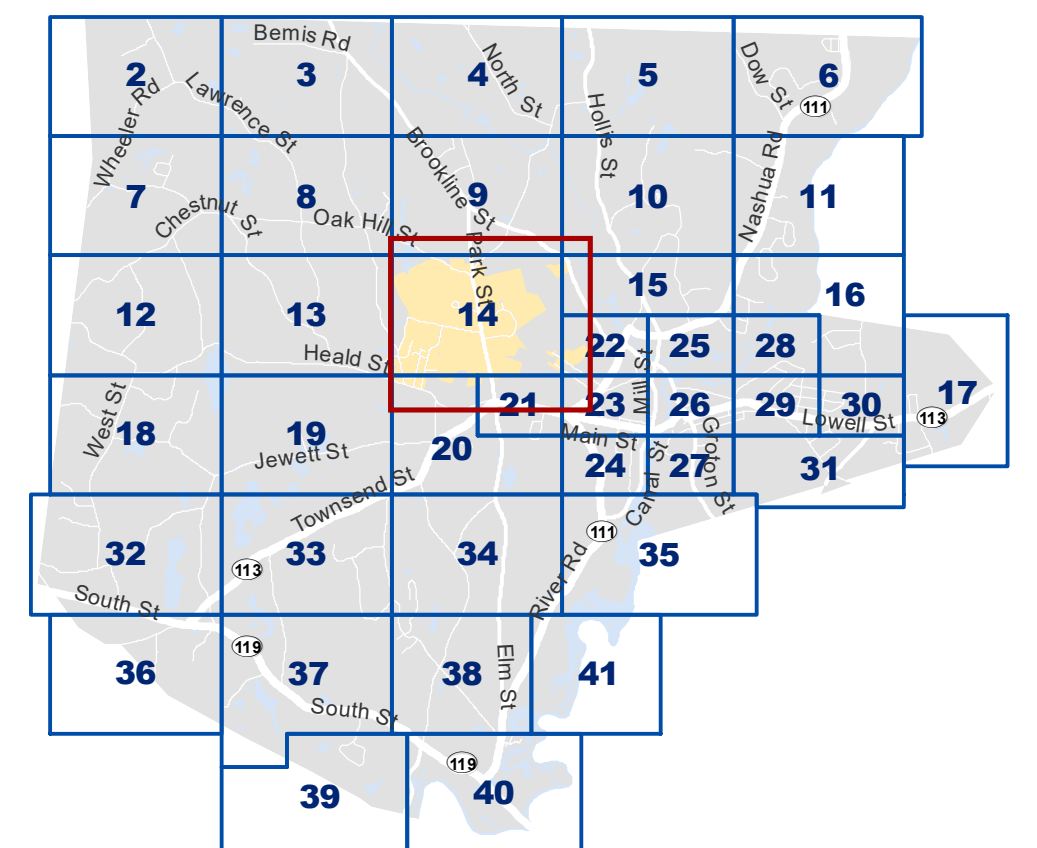 Bemis Rd
2
3
4
North St
5
Dow St
6
111
Wheeler Rd
Lawrence St
Hollis St
Brookline St
Nashua Rd
7
8
9
10
11
Chestnut St
Oak Hill St
Park St
12
13
14
15
16
Heald St
22
Mill St
25
28
17
West St
21
23
26
29
30
Lowell St
113
18
19
Jewett St
20
Main St
24
Canal St
27
Groton St
31
Townsend St
32
113
33
34
River Rd
111
35
South St
119
36
37
38
Elm St
41
South St
119
39
40